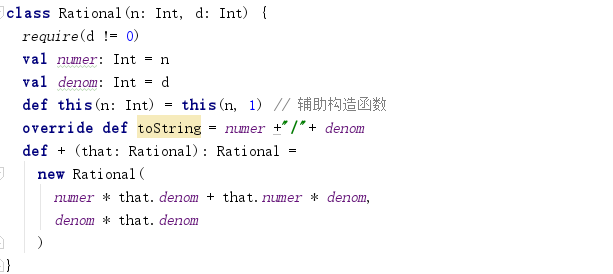 class Rational(n: Int, d: Int) {
require(d != 0)
val numer: Int = n
val denom: Int = d
def this(n: Int) = this(n, 1) // 辅助构造函数
override def toString = numer +"/"+ denom
def + (that: Rational): Rational =
new Rational(
numer * that.denom + that.numer * denom,
denom * that.denom
)
}